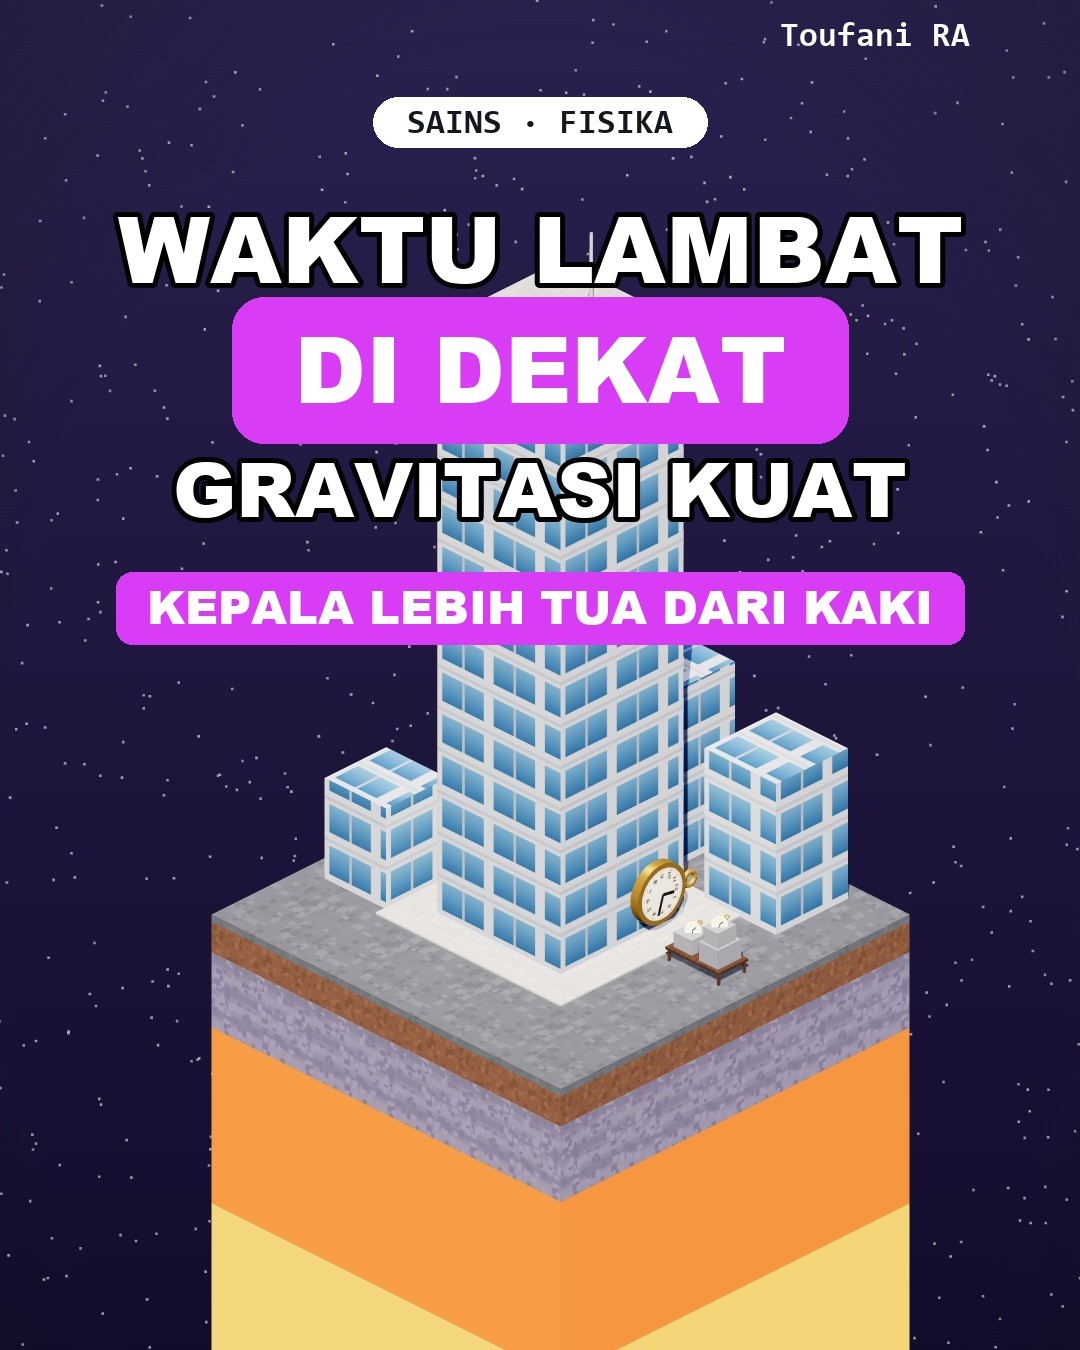 Toufani RA
SAINS · FISIKA
WAKTU LAMBAT
DI DEKAT
GRAVITASI KUAT
KEPALA LEBIH TUA DARI KAKI